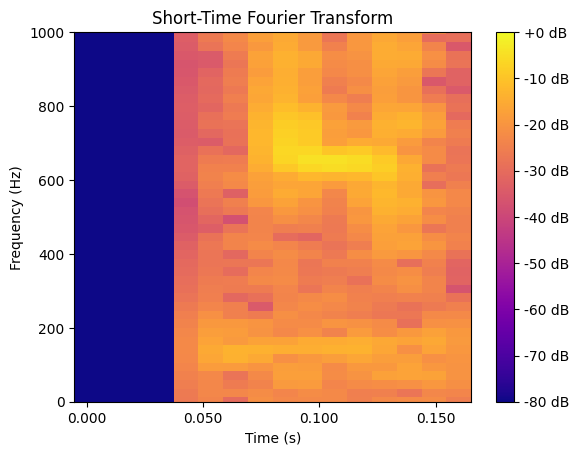 Short-Time Fourier Transform
1000
800
600
400
200
0
Frequency (Hz)
0.000
0.050
0.100
0.150
Time (s)
+0 dB
-10 dB
-20 dB
-30 dB
-40 dB
-50 dB
-60 dB
-70 dB
-80 dB